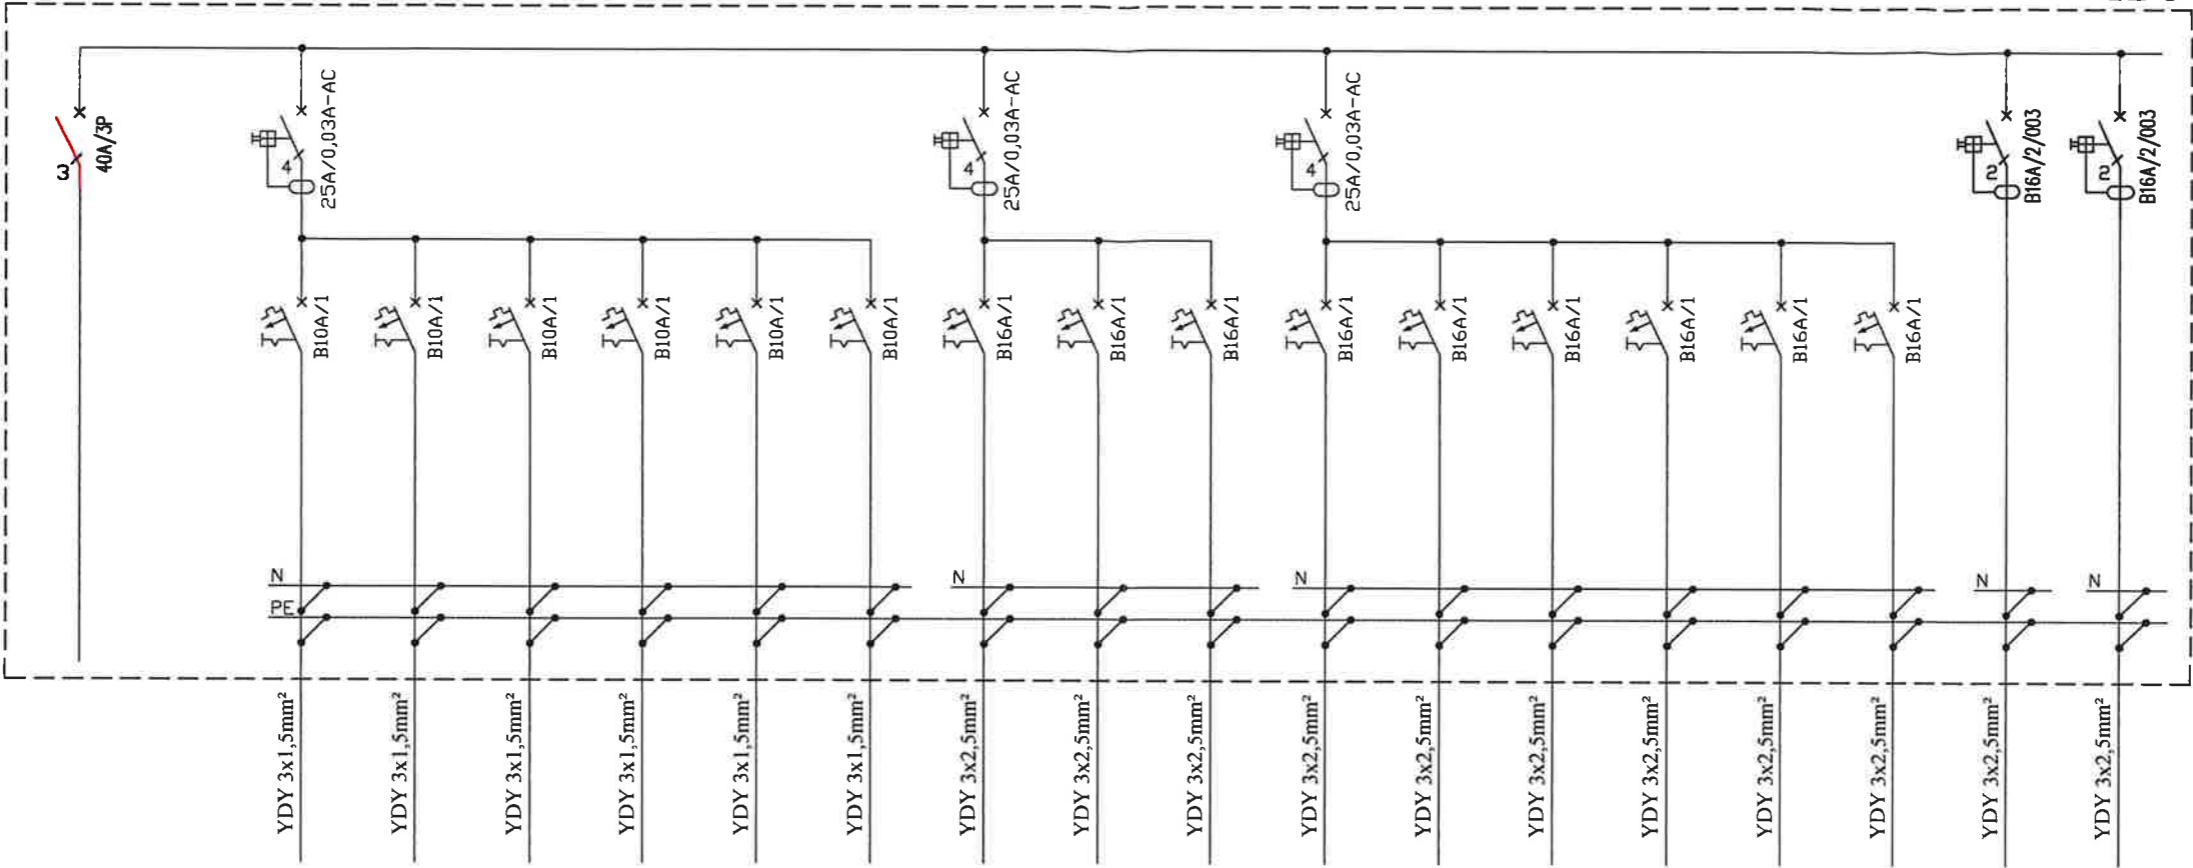 40A/3P
3
25A/0,03A-AC
4
25A/0,03A-AC
4
25A/0,03A-AC
4
B16A/2/003
2
B16A/2/003
2
B10A/1
B10A/1
B10A/1
B10A/1
B10A/1
B10A/1
B16A/1
B16A/1
B16A/1
B16A/1
B16A/1
B16A/1
B16A/1
B16A/1
B16A/1
N
N
N
N
N
PE
YDY 3x1,5mm²
YDY 3x1,5mm²
YDY 3x1,5mm²
YDY 3x1,5mm²
YDY 3x1,5mm²
YDY 3x1,5mm²
YDY 3x2,5mm²
YDY 3x2,5mm²
YDY 3x2,5mm²
YDY 3x2,5mm²
YDY 3x2,5mm²
YDY 3x2,5mm²
YDY 3x2,5mm²
YDY 3x2,5mm²
YDY 3x2,5mm²
YDY 3x2,5mm²
YDY 3x2,5mm²